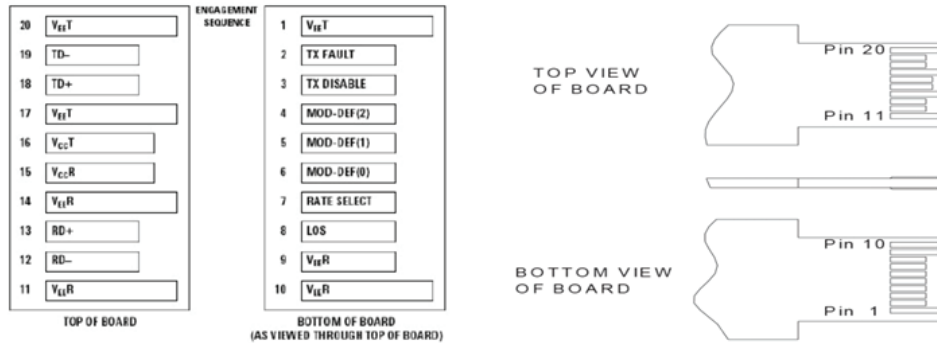 ENGAGEMENT
SEQUENCE
20 VEET
19 TD–
18 TD+
17 VEET
16 VCCT
15 VCCR
14 VEER
13 RD+
12 RD–
11 VEER
TOP OF BOARD
1 VEET
2 TX FAULT
3 TX DISABLE
4 MOD-DEF(2)
5 MOD-DEF(1)
6 MOD-DEF(0)
7 RATE SELECT
8 LOS
9 VEER
10 VEER
BOTTOM OF BOARD
(AS VIEWED THROUGH TOP OF BOARD)
TOP VIEW
OF BOARD
Pin 20
Pin 11
BOTTOM VIEW
OF BOARD
Pin 10
Pin 1